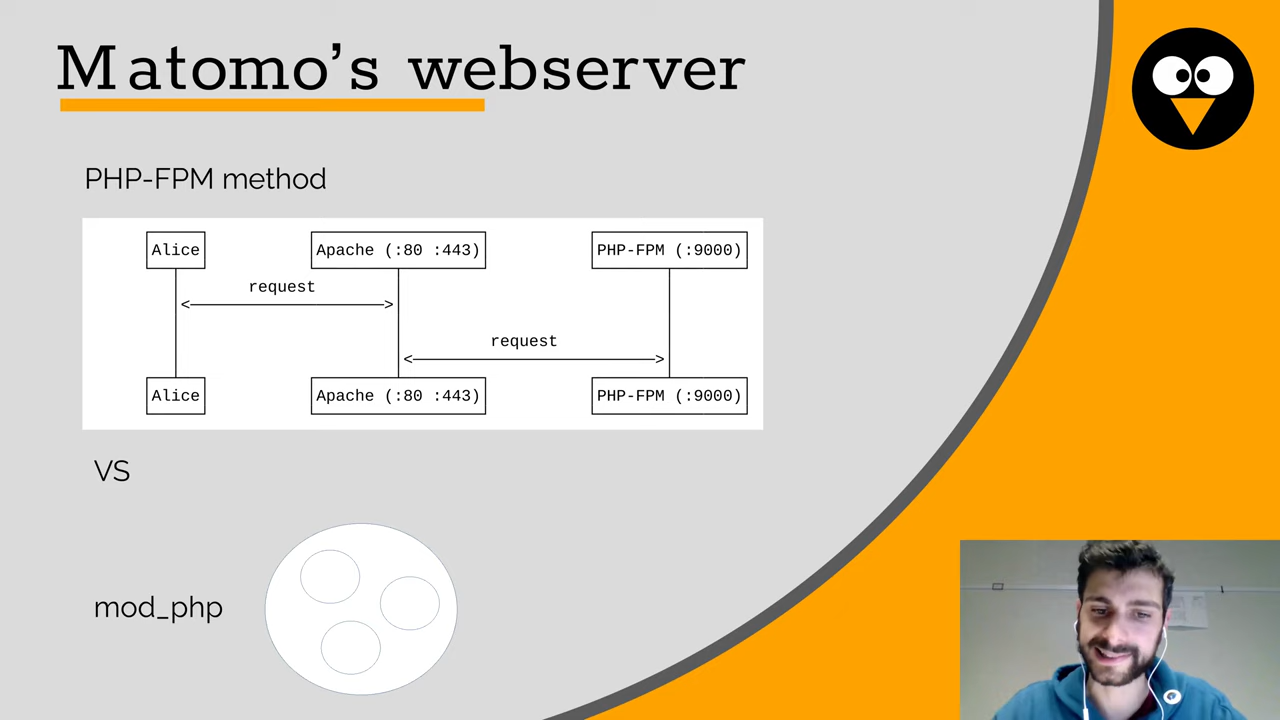 Matomo's webserver
PHP-FPM method
Alice
Apache (:80 :443)
PHP-FPM (:9000)
request
request
Alice
Apache (:80 :443)
PHP-FPM (:9000)
VS
mod_php